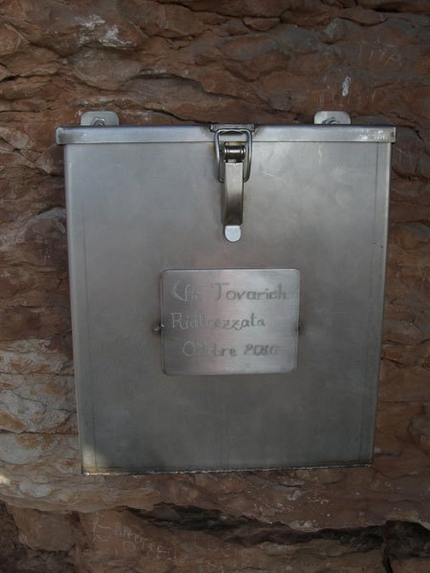 Via Tovarich
Riattrezzata
Ottobre 2010